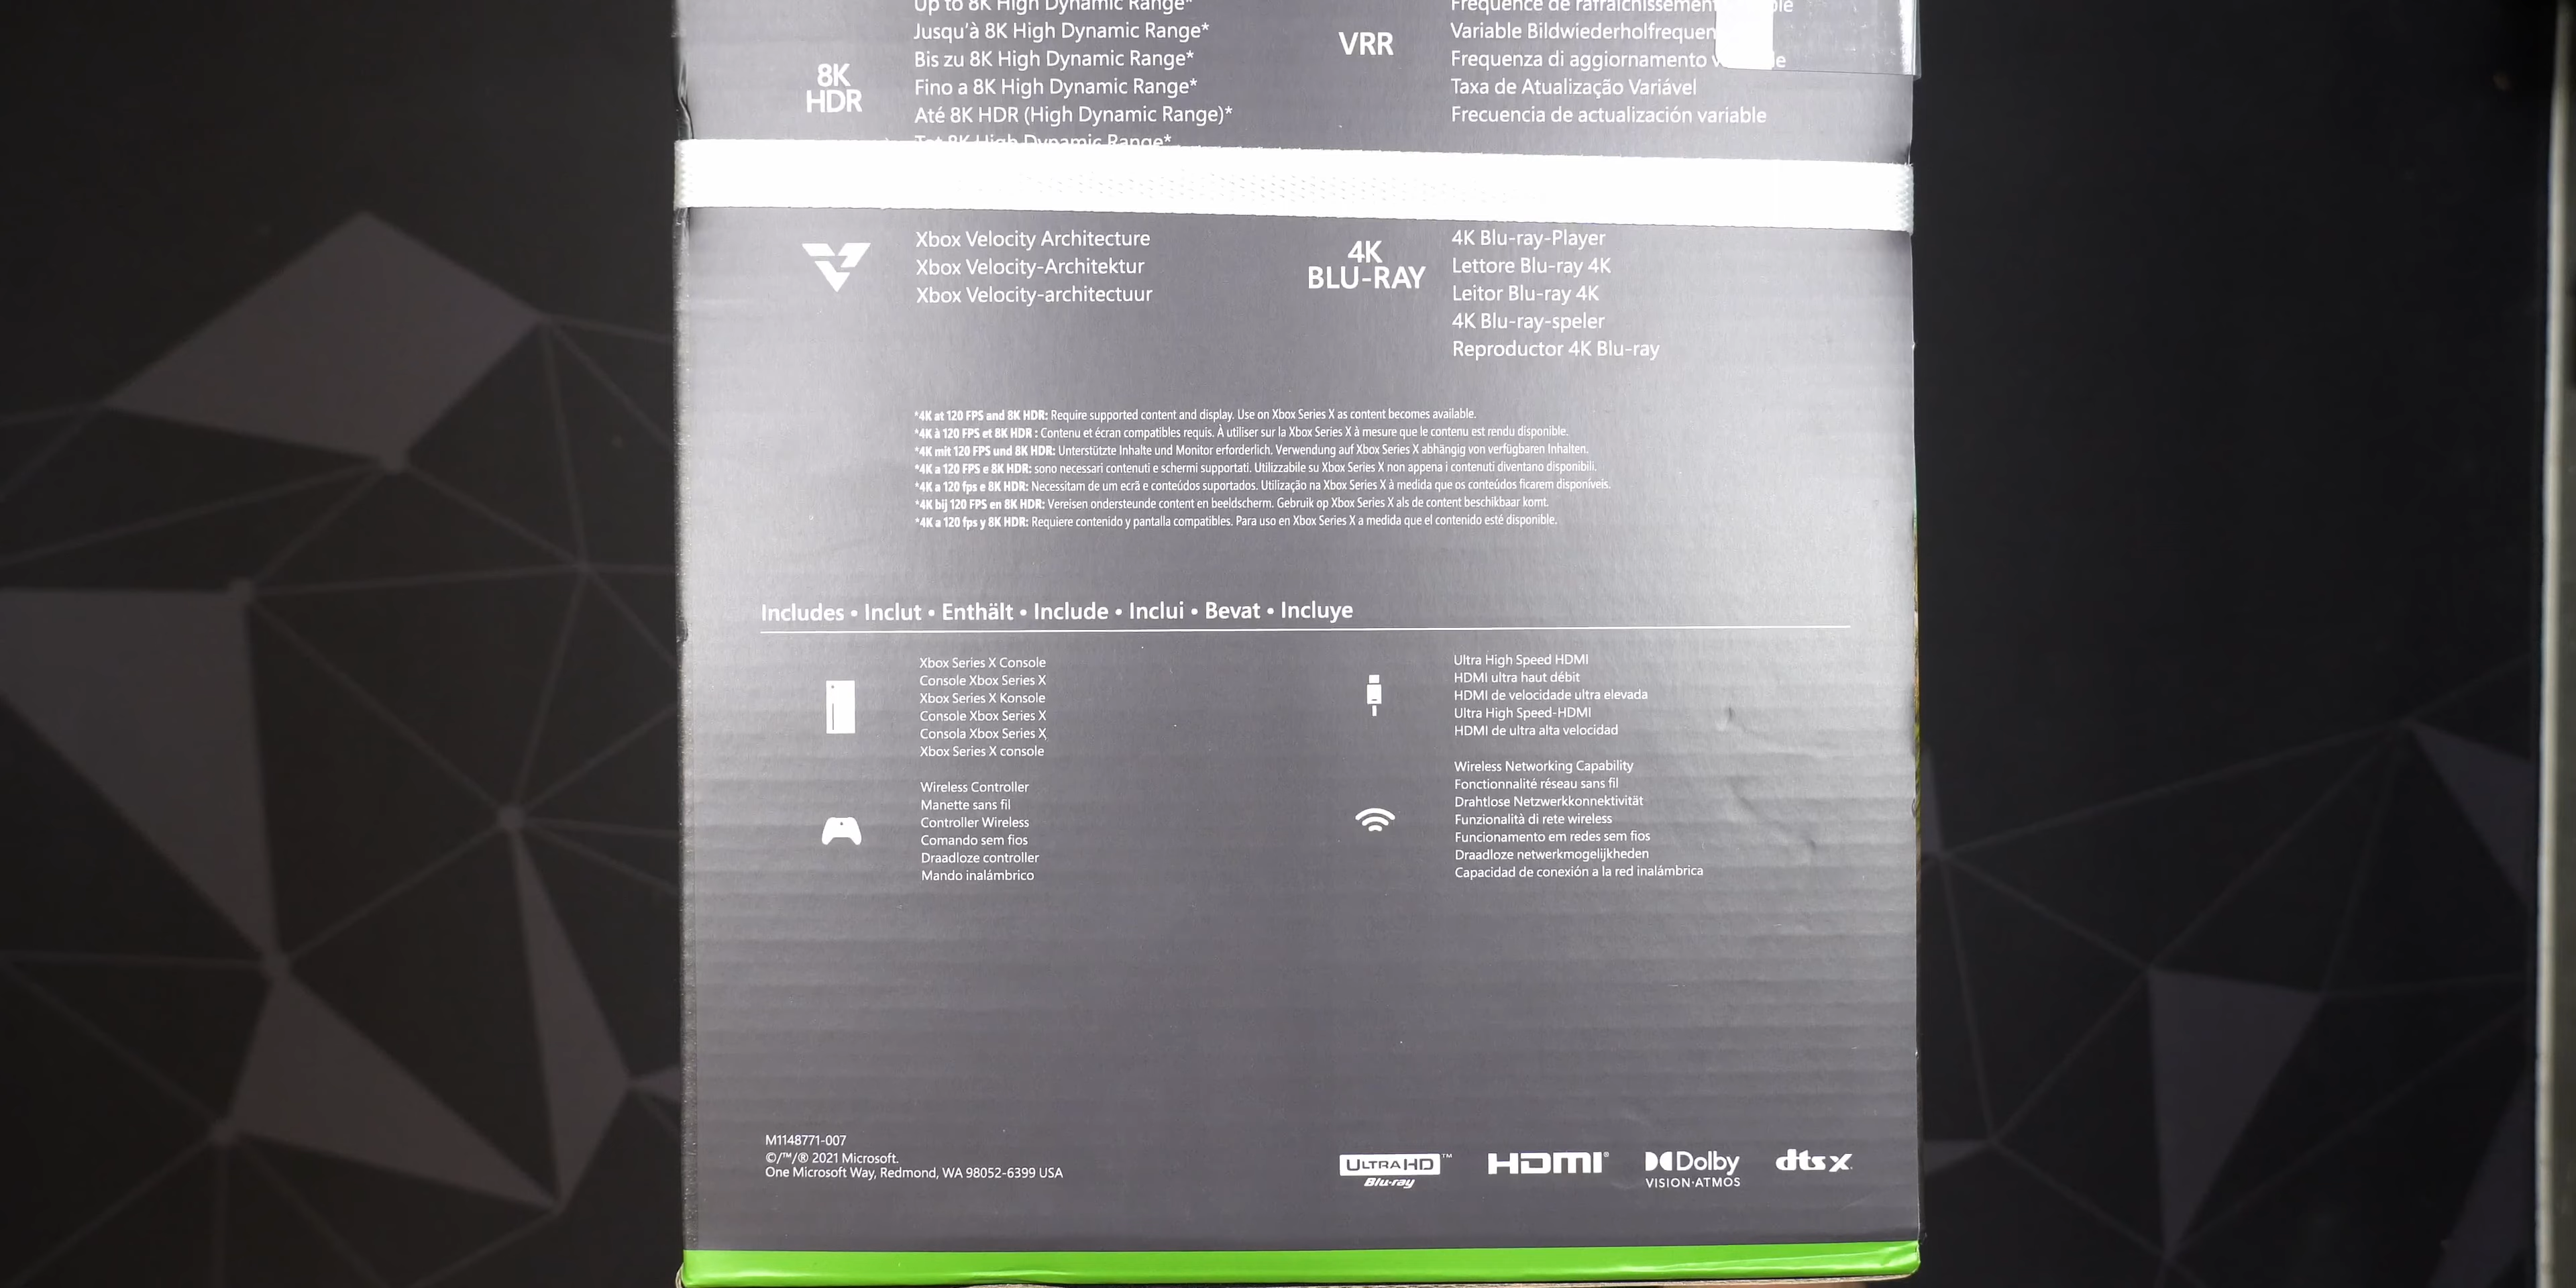 Up to 8K High Dynamic Range*
Jusqu'à 8K High Dynamic Range*
Bis zu 8K High Dynamic Range*
Fino a 8K High Dynamic Range*
Até 8K HDR (High Dynamic Range)*
Tot 8K High Dynamic Range*
8K
HDR
VRR
Fréquence de rafraîchissement
Variable Bildwiederholfrequen
Frequenza di aggiornamento
Taxa de Atualização Variável
Frecuencia de actualización variable
Xbox Velocity Architecture
Xbox Velocity-Architektur
Xbox Velocity-architectuur
4K
BLU-RAY
4K Blu-ray-Player
Lettore Blu-ray 4K
Leitor Blu-ray 4K
4K Blu-ray-speler
Reproductor 4K Blu-ray
*4K at 120 FPS and 8K HDR: Require supported content and display. Use on Xbox Series X as content becomes available.
*4K à 120 FPS et 8K HDR : Contenu et écran compatibles requis. À utiliser sur la Xbox Series X à mesure que le contenu est rendu disponible.
*4K mit 120 FPS und 8K HDR: Unterstützte Inhalte und Monitor erforderlich. Verwendung auf Xbox Series X abhängig von verfügbaren Inhalten.
*4K a 120 FPS e 8K HDR: sono necessari contenuti e schermi supportati. Utilizzabile su Xbox Series X non appena i contenuti diventano disponibili.
*4K a 120 fps e 8K HDR: Necessitam de um ecrã e conteúdos suportados. Utilização na Xbox Series X à medida que os conteúdos ficarem disponíveis.
*4K bij 120 FPS en 8K HDR: Vereisen ondersteunde content en beeldscherm. Gebruik op Xbox Series X als de content beschikbaar komt.
*4K a 120 fps y 8K HDR: Requiere contenido y pantalla compatibles. Para uso en Xbox Series X a medida que el contenido esté disponible.
Includes • Inclut • Enthält • Include • Inclui • Bevat • Incluye
Xbox Series X Console
Console Xbox Series X
Xbox Series X Konsole
Console Xbox Series X
Consola Xbox Series X
Xbox Series X console
Ultra High Speed HDMI
HDMI ultra haut débit
HDMI de velocidade ultra elevada
Ultra High Speed-HDMI
HDMI de ultra alta velocidad
Wireless Controller
Manette sans fil
Controller Wireless
Comando sem fios
Draadloze controller
Mando inalámbrico
Wireless Networking Capability
Fonctionnalité réseau sans fil
Drahtlose Netzwerkkonnektivität
Funzionalità di rete wireless
Funcionamento em redes sem fios
Draadloze netwerkmogelijkheden
Capacidad de conexión a la red inalámbrica
M1148771-007
©/™/® 2021 Microsoft.
One Microsoft Way, Redmond, WA 98052-6399 USA
ULTRA HD™
Blu-ray
HDMI®
Dolby
VISION·ATMOS
dts x